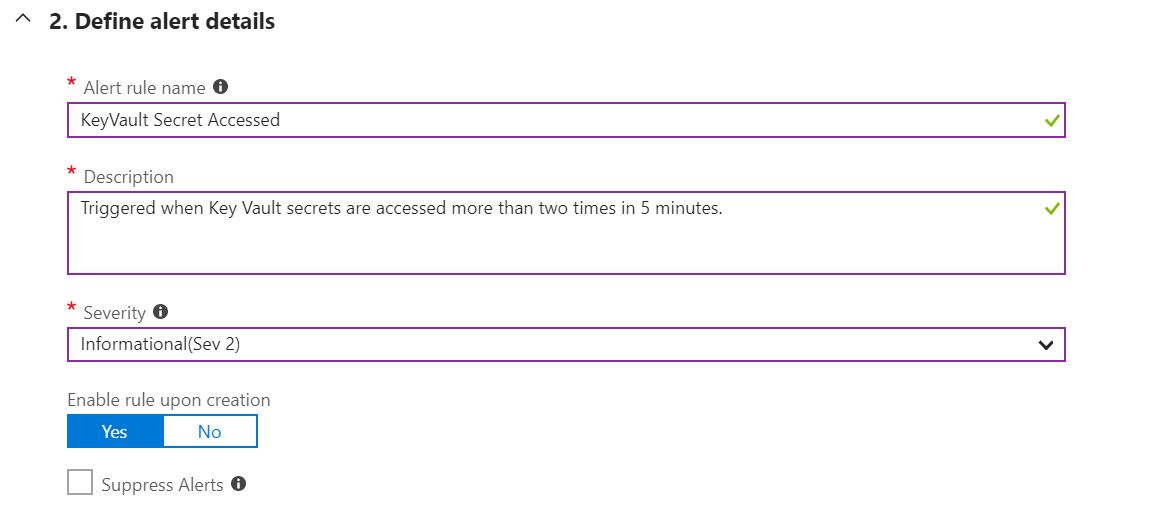 2. Define alert details
* Alert rule name
KeyVault Secret Accessed
* Description
Triggered when Key Vault secrets are accessed more than two times in 5 minutes.
* Severity
Informational(Sev 2)
Enable rule upon creation
Yes No
Suppress Alerts